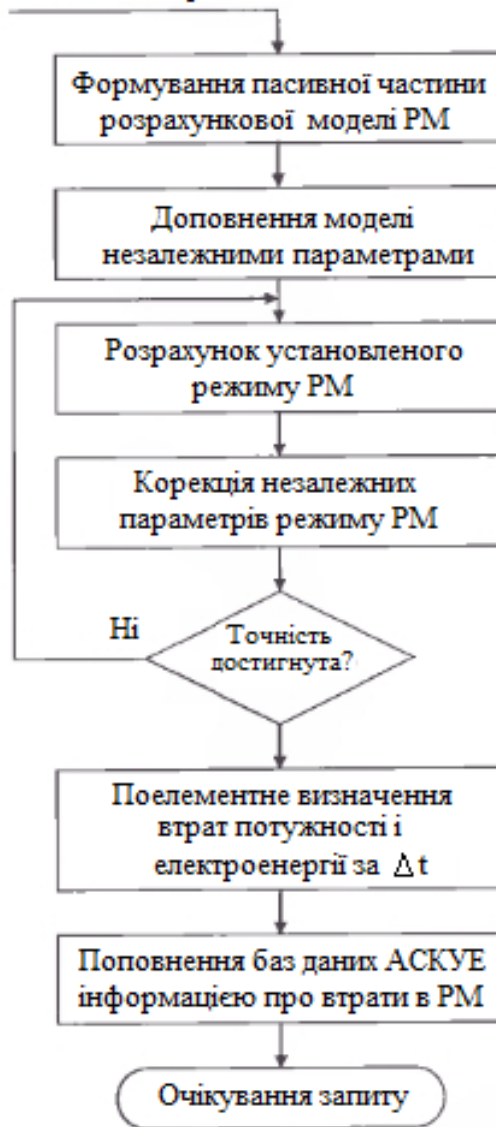 Формування пасивної частини
розрахункової моделі РМ
Доповнення моделі
незалежними параметрами
Розрахунок установленого
режиму РМ
Корекція незалежних
параметрів режиму РМ
Ні
Точність
достигнута?
Поелементне визначення
втрат потужності і
електроенергії за Δt
Поповнення баз даних АСКУЕ
інформацією про втрати в РМ
Очікування запиту